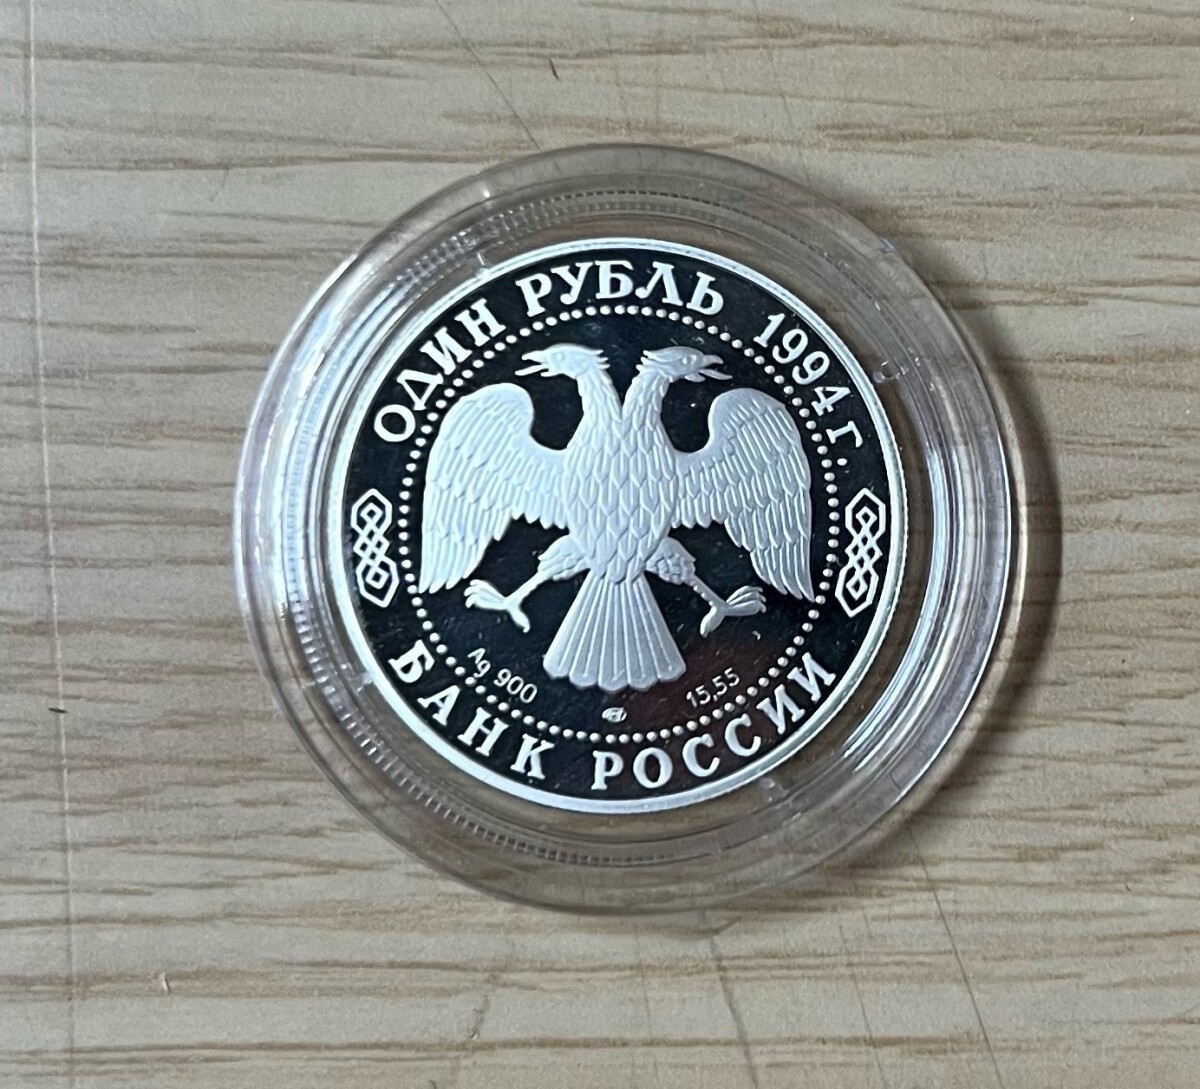 ОДИН РУБЛЬ 1994 г.
Ag 900
15,55
БАНК РОССИИ